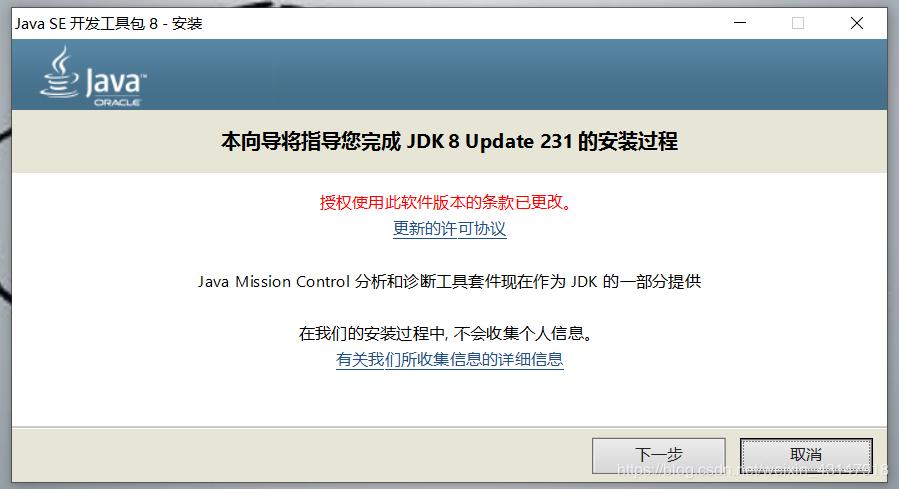 Java SE 开发工具包 8 - 安装
Java™
ORACLE
本向导将指导您完成 JDK 8 Update 231 的安装过程
授权使用此软件版本的条款已更改。
更新的许可协议
Java Mission Control 分析和诊断工具套件现在作为 JDK 的一部分提供
在我们的安装过程中, 不会收集个人信息。
有关我们所收集信息的详细信息
下一步
取消
https://blog.csdn.net/weixin_43147918